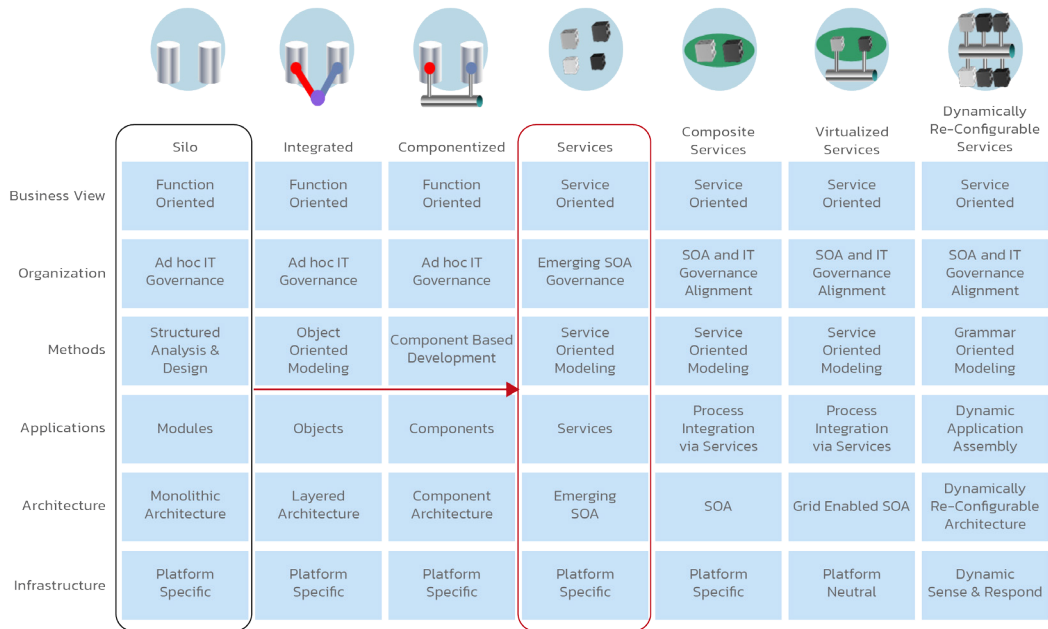 Silo
Integrated
Componentized
Services
Composite
Services
Virtualized
Services
Dynamically
Re-Configurable
Services
Business View
Function
Oriented
Function
Oriented
Function
Oriented
Service
Oriented
Service
Oriented
Service
Oriented
Service
Oriented
Organization
Ad hoc IT
Governance
Ad hoc IT
Governance
Ad hoc IT
Governance
Emerging SOA
Governance
SOA and IT
Governance
Alignment
SOA and IT
Governance
Alignment
SOA and IT
Governance
Alignment
Methods
Structured
Analysis &
Design
Object
Oriented
Modeling
Component Based
Development
Service
Oriented
Modeling
Service
Oriented
Modeling
Service
Oriented
Modeling
Grammar
Oriented
Modeling
Applications
Modules
Objects
Components
Services
Process
Integration
via Services
Process
Integration
via Services
Dynamic
Application
Assembly
Architecture
Monolithic
Architecture
Layered
Architecture
Component
Architecture
Emerging
SOA
SOA
Grid Enabled SOA
Dynamically
Re-Configurable
Architecture
Infrastructure
Platform
Specific
Platform
Specific
Platform
Specific
Platform
Specific
Platform
Specific
Platform
Neutral
Dynamic
Sense & Respond